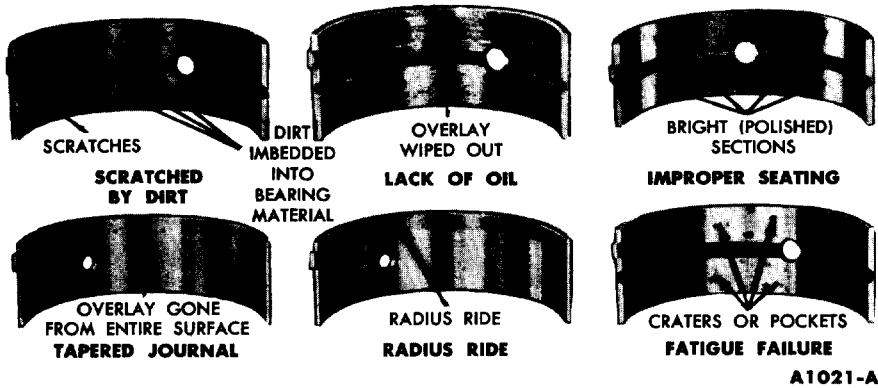 SCRATCHES
DIRT
IMBEDDED
INTO
BEARING
MATERIAL
SCRATCHED
BY DIRT
OVERLAY
WIPED OUT
LACK OF OIL
BRIGHT (POLISHED)
SECTIONS
IMPROPER SEATING
OVERLAY GONE
FROM ENTIRE SURFACE
TAPERED JOURNAL
RADIUS RIDE
RADIUS RIDE
CRATERS OR POCKETS
FATIGUE FAILURE
A1021-A